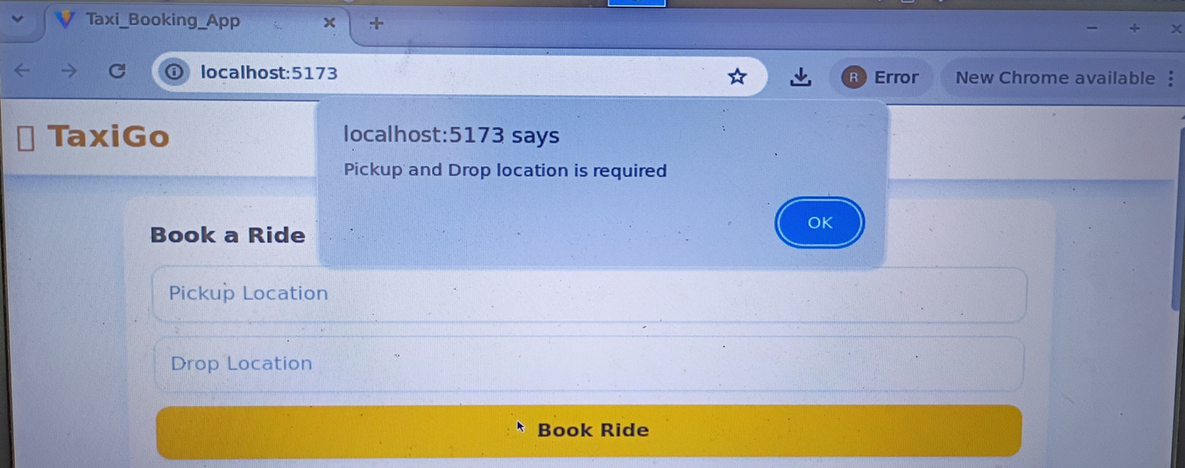 Taxi_Booking_App
localhost:5173
R Error
New Chrome available
TaxiGo
localhost:5173 says
Pickup and Drop location is required
OK
Book a Ride
Pickup Location
Drop Location
Book Ride